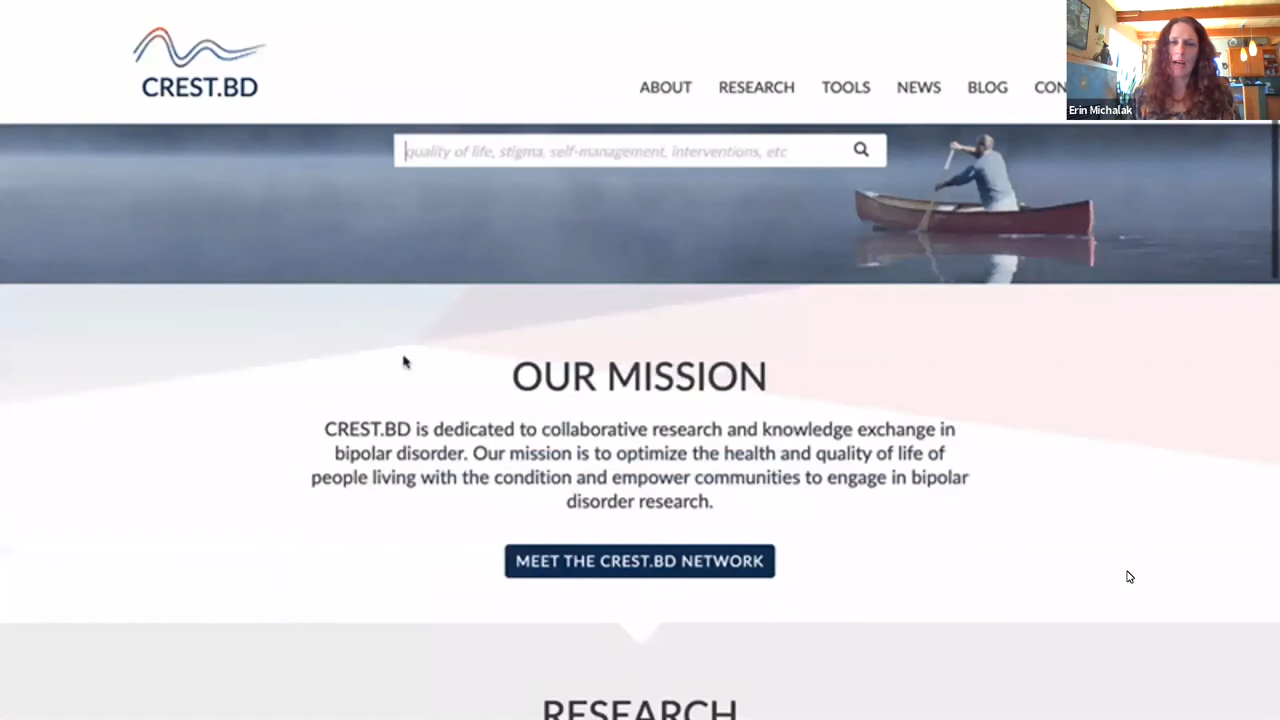 CREST.BD
ABOUT RESEARCH TOOLS NEWS BLOG CON
Erin Michalak
quality of life, stigma, self-management, interventions, etc
OUR MISSION
CREST.BD is dedicated to collaborative research and knowledge exchange in
bipolar disorder. Our mission is to optimize the health and quality of life of
people living with the condition and empower communities to engage in bipolar
disorder research.
MEET THE CREST.BD NETWORK
RESEARCH